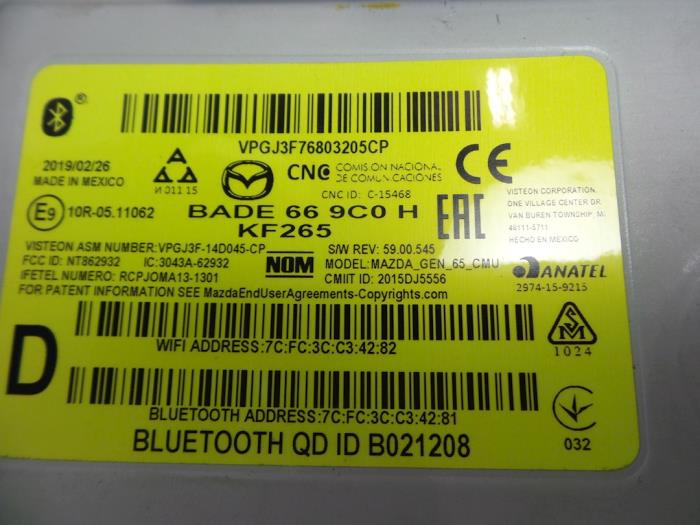 VPGJ3F76803205CP
2019/02/26
MADE IN MEXICO
И 011 15
CNC COMISION NACIONAL
DE COMUNICACIONES
CNC ID: C-15468
CE
VISTEON CORPORATION,
ONE VILLAGE CENTER DR.
VAN BUREN TOWNSHIP, MI
48111-5711
HECHO EN MEXICO
E9 10R-05.11062
BADE 66 9C0 H
KF265
EAC
VISTEON ASM NUMBER:VPGJ3F-14D045-CP
S/W REV: 59.00.545
FCC ID: NT862932
IC:3043A-62932
NOM
MODEL:MAZDA_GEN_65_CMU
IFETEL NUMERO: RCPJOMA13-1301
CMIIT ID: 2015DJ5556
ANATEL
2974-15-9215
FOR PATENT INFORMATION SEE MazdaEndUserAgreements-Copyrights.com
D
WIFI ADDRESS:7C:FC:3C:C3:42:82
1024
BLUETOOTH ADDRESS:7C:FC:3C:C3:42:81
BLUETOOTH QD ID B021208
032